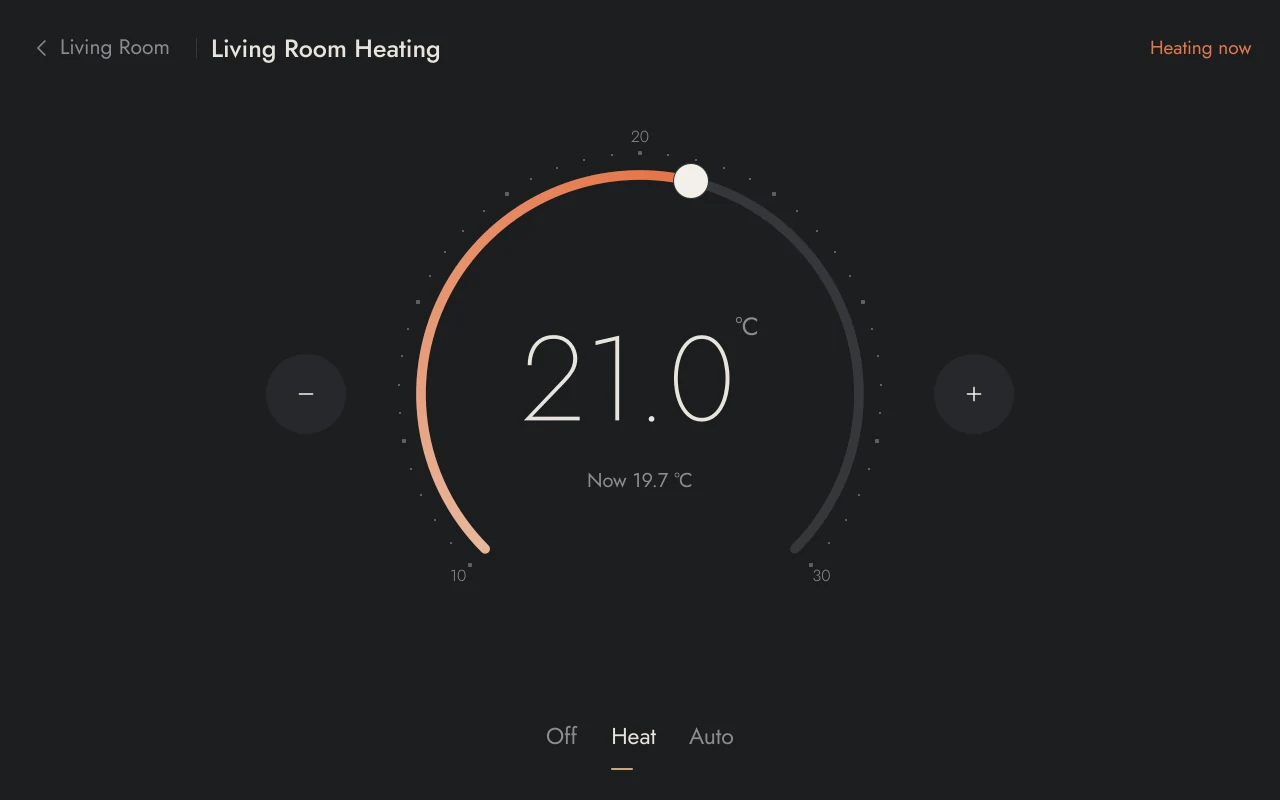 Living Room
Living Room Heating
Heating now
20
21.0 °C
Now 19.7 °C
10
30
Off
Heat
Auto